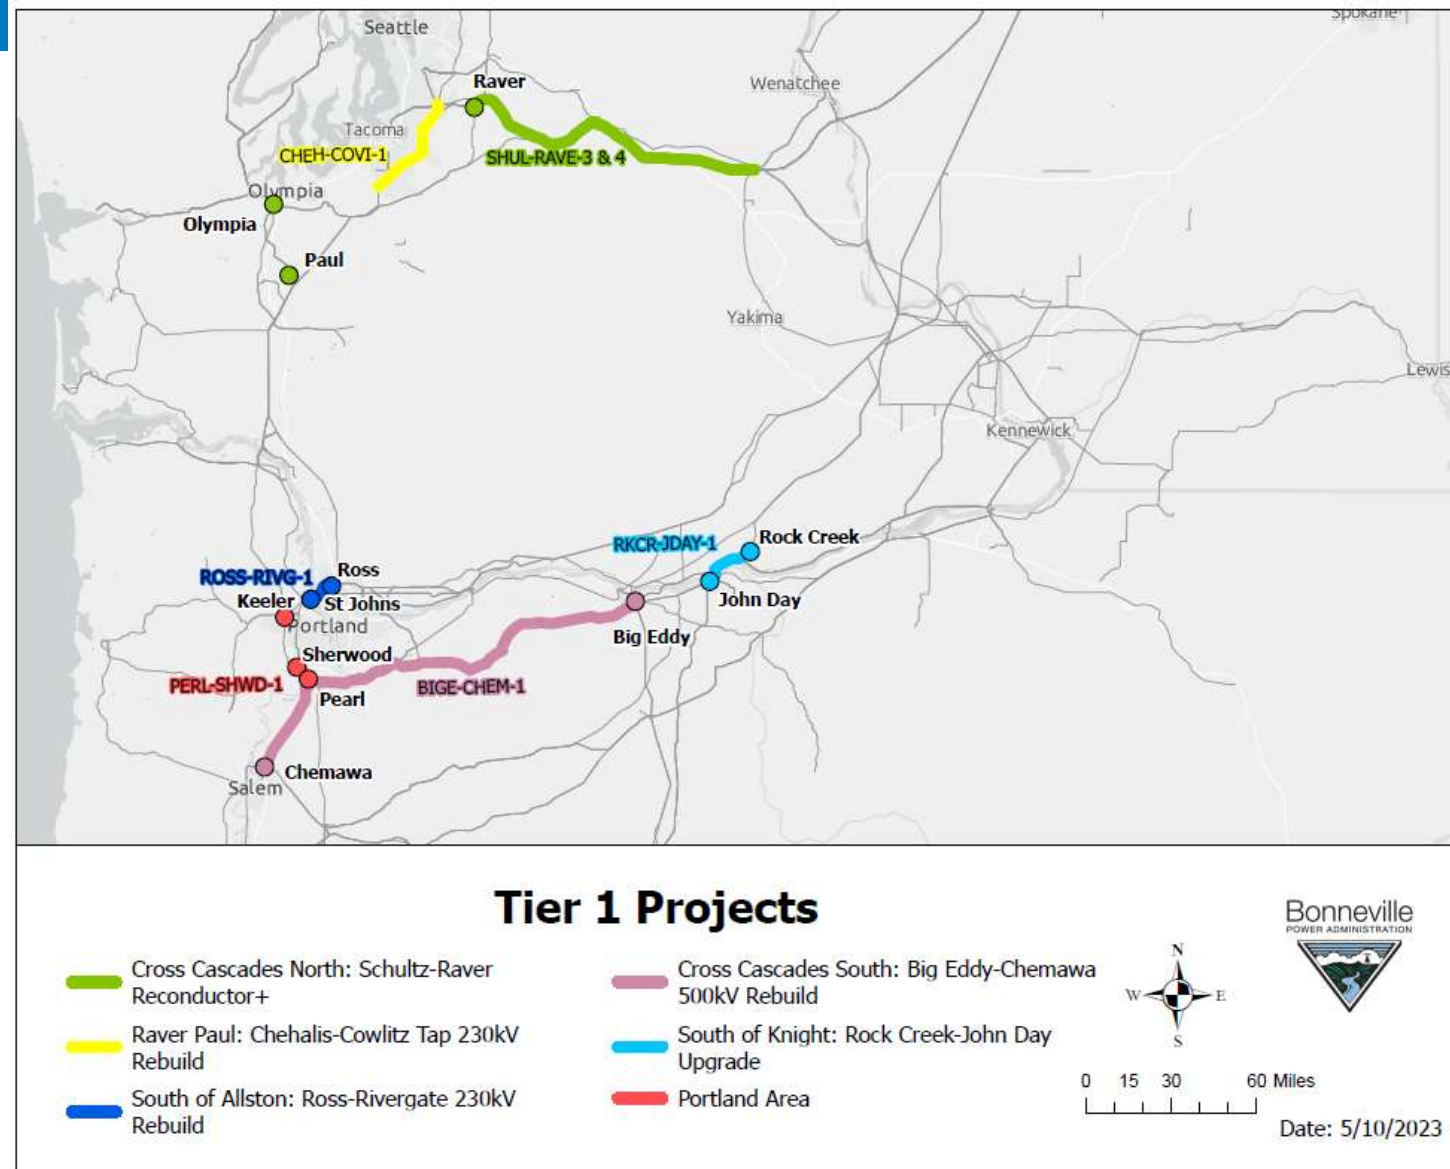 Seattle
Spokane
Raver
Wenatchee
Tacoma
CHEH-COVI-1
SHUL-RAVE-3 & 4
Olympia
Olympia
Paul
Yakima
Lewis
Kennewick
RKCR-JDAY-1
Rock Creek
ROSS-RIVG-1
Ross
Keeler
St Johns
John Day
Portland
Big Eddy
Sherwood
PERL-SHWD-1
BIGE-CHEM-1
Pearl
Chemawa
Salem
Tier 1 Projects
Cross Cascades North: Schultz-Raver
Reconductor+
Raver Paul: Chehalis-Cowlitz Tap 230kV
Rebuild
South of Allston: Ross-Rivergate 230kV
Rebuild
Cross Cascades South: Big Eddy-Chemawa
500kV Rebuild
South of Knight: Rock Creek-John Day
Upgrade
Portland Area
Bonneville
POWER ADMINISTRATION
N
W E
S
0 15 30 60 Miles
Date: 5/10/2023